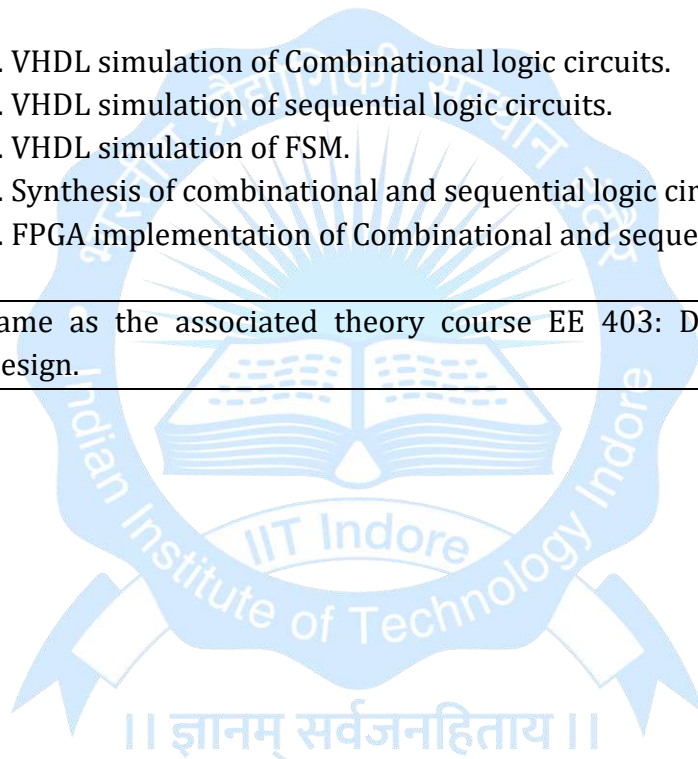 . VHDL simulation of Combinational logic circuits.
. VHDL simulation of sequential logic circuits.
. VHDL simulation of FSM.
. Synthesis of combinational and sequential logic cir
. FPGA implementation of Combinational and seque
ame as the associated theory course EE 403: D
esign.
भारतीय प्रौद्योगिकी संस्थान इंदौर
Indian Institute of Technology Indore
IIT Indore
।। ज्ञानम् सर्वजनहिताय ।।